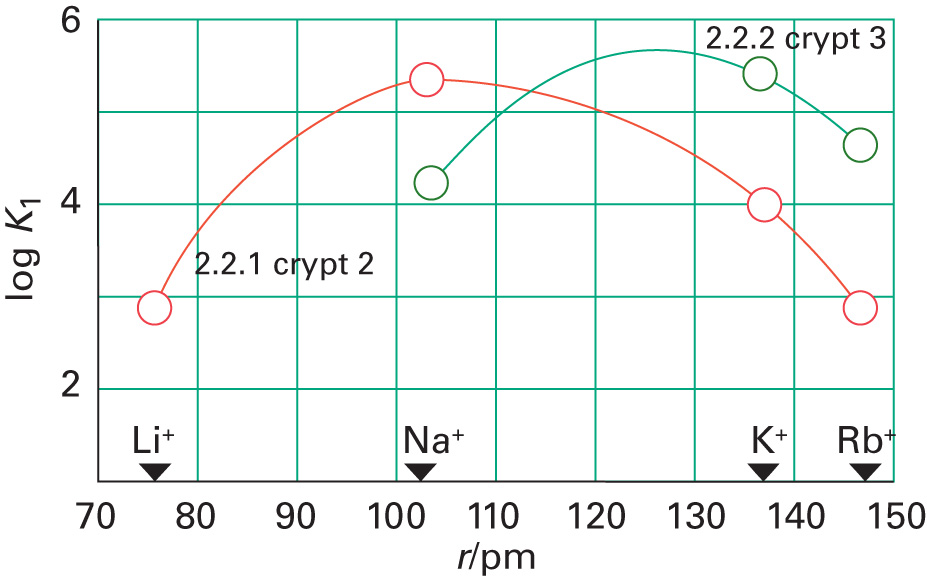 6
2.2.2 crypt 3
4
log K₁
2.2.1 crypt 2
2
Li⁺ Na⁺ K⁺ Rb⁺
70 80 90 100 110 120 130 140 150
r/pm